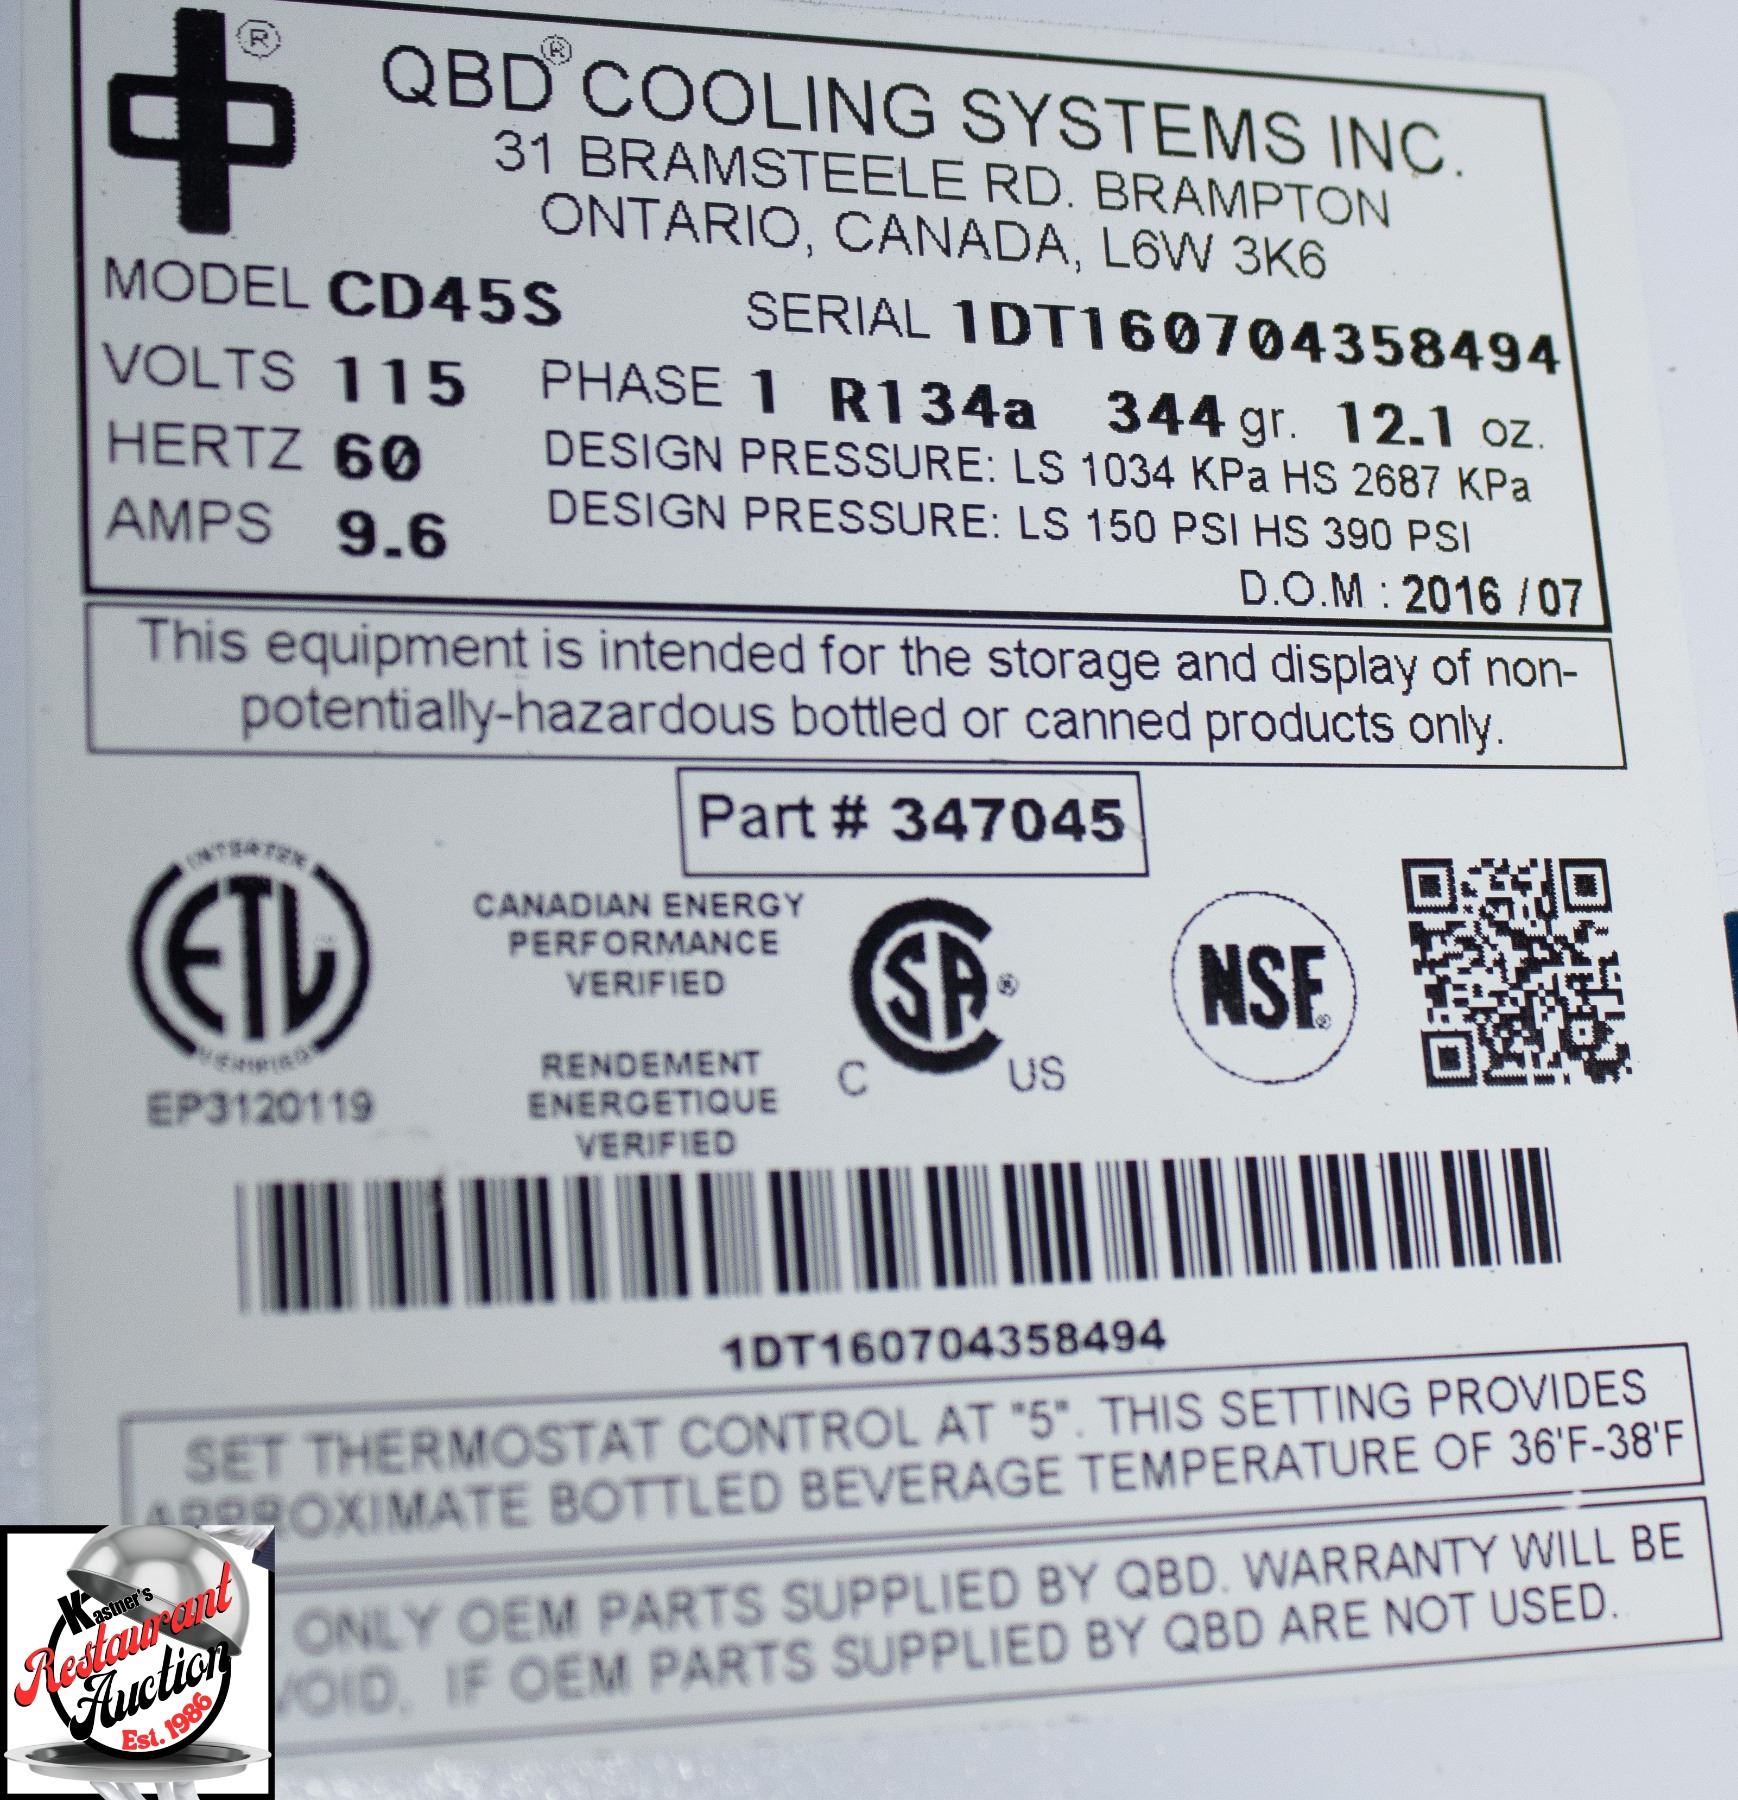 ®
QBD® COOLING SYSTEMS INC.
31 BRAMSTEELE RD. BRAMPTON
ONTARIO, CANADA, L6W 3K6
MODEL CD45S SERIAL 1DT160704358494
VOLTS 115 PHASE 1 R134a 344 gr. 12.1 oz.
HERTZ 60 DESIGN PRESSURE: LS 1034 KPa HS 2687 KPa
AMPS 9.6 DESIGN PRESSURE: LS 150 PSI HS 390 PSI
D.O.M : 2016 / 07
This equipment is intended for the storage and display of non-
potentially-hazardous bottled or canned products only.
Part # 347045
INTERTEK
ETL
VERIFIED
EP3120119
CANADIAN ENERGY
PERFORMANCE
VERIFIED
RENDEMENT
ENERGETIQUE
VERIFIED
CSA®
C US
NSF®
1DT160704358494
SET THERMOSTAT CONTROL AT "5". THIS SETTING PROVIDES
APPROXIMATE BOTTLED BEVERAGE TEMPERATURE OF 36'F-38'F
ONLY OEM PARTS SUPPLIED BY QBD. WARRANTY WILL BE
VOID. IF OEM PARTS SUPPLIED BY QBD ARE NOT USED.
Kastner's
Restaurant
Auction
Est. 1986